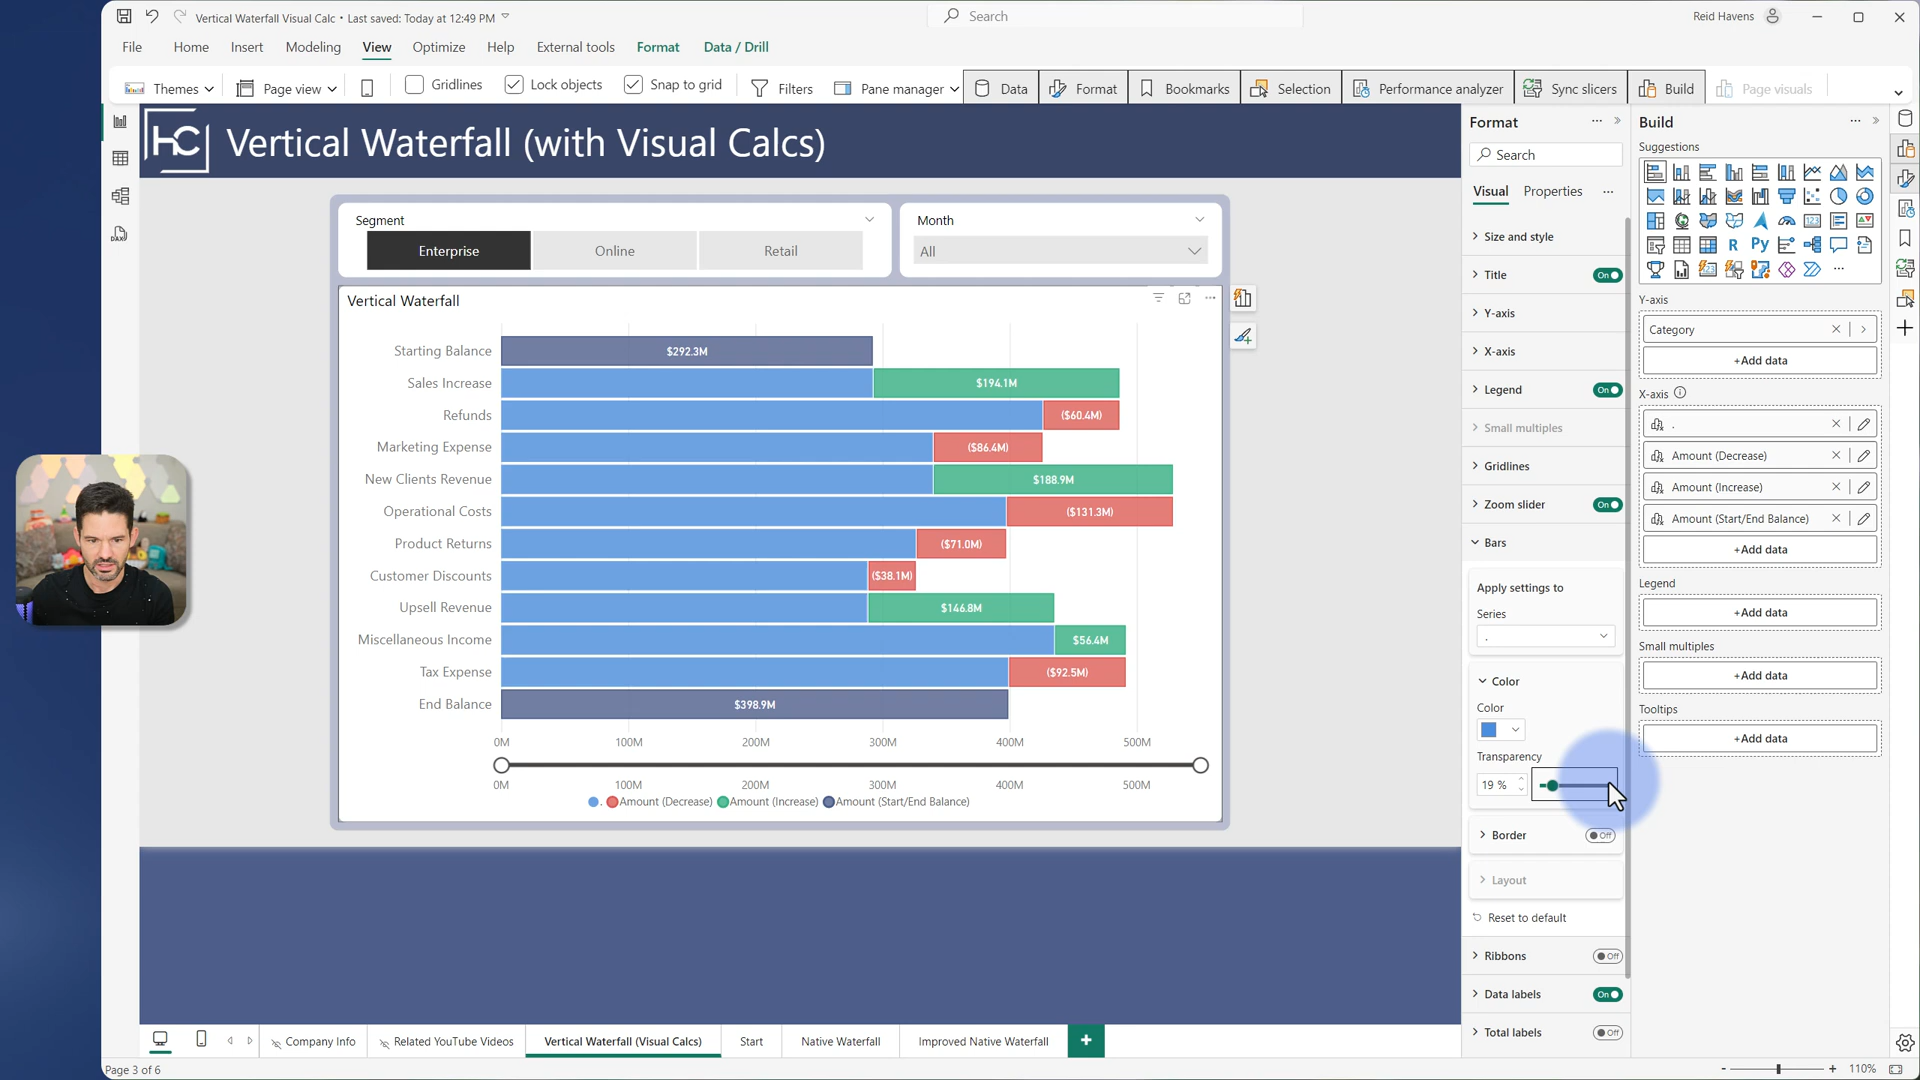 Vertical Waterfall Visual Calc • Last saved: Today at 12:49 PM
Search
Reid Havens
File
Home
Insert
Modeling
View
Optimize
Help
External tools
Format
Data / Drill
Themes
Page view
Gridlines
Lock objects
Snap to grid
Filters
Pane manager
Data
Format
Bookmarks
Selection
Performance analyzer
Sync slicers
Build
Page visuals
HC
Vertical Waterfall (with Visual Calcs)
Segment
Enterprise
Online
Retail
Month
All
Vertical Waterfall
Starting Balance
$292.3M
Sales Increase
$194.1M
Refunds
($60.4M)
Marketing Expense
($86.4M)
New Clients Revenue
$188.9M
Operational Costs
($131.3M)
Product Returns
($71.0M)
Customer Discounts
($38.1M)
Upsell Revenue
$146.8M
Miscellaneous Income
$56.4M
Tax Expense
($92.5M)
End Balance
$398.9M
0M 100M 200M 300M 400M 500M
0M 100M 200M 300M 400M 500M
. Amount (Decrease) Amount (Increase) Amount (Start/End Balance)
Format
Search
Visual
Properties
Size and style
Title
On
Y-axis
X-axis
Legend
On
Small multiples
Gridlines
Zoom slider
On
Bars
Apply settings to
Series
.
Color
Color
Transparency
19 %
Border
Off
Layout
Reset to default
Ribbons
Off
Data labels
On
Total labels
Off
Build
Suggestions
R
Py
123
Y-axis
Category
+Add data
X-axis
.
Amount (Decrease)
Amount (Increase)
Amount (Start/End Balance)
+Add data
Legend
+Add data
Small multiples
+Add data
Tooltips
+Add data
DAX
Company Info
Related YouTube Videos
Vertical Waterfall (Visual Calcs)
Start
Native Waterfall
Improved Native Waterfall
Page 3 of 6
- + 110%